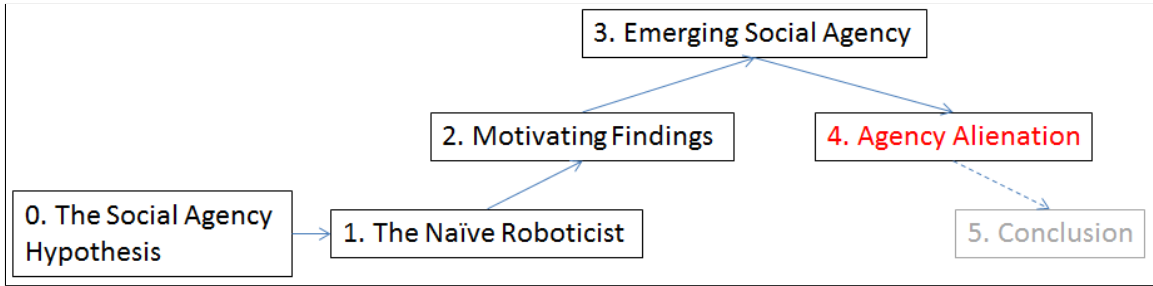 3. Emerging Social Agency
2. Motivating Findings
4. Agency Alienation
0. The Social Agency
Hypothesis
1. The Naïve Roboticist
5. Conclusion